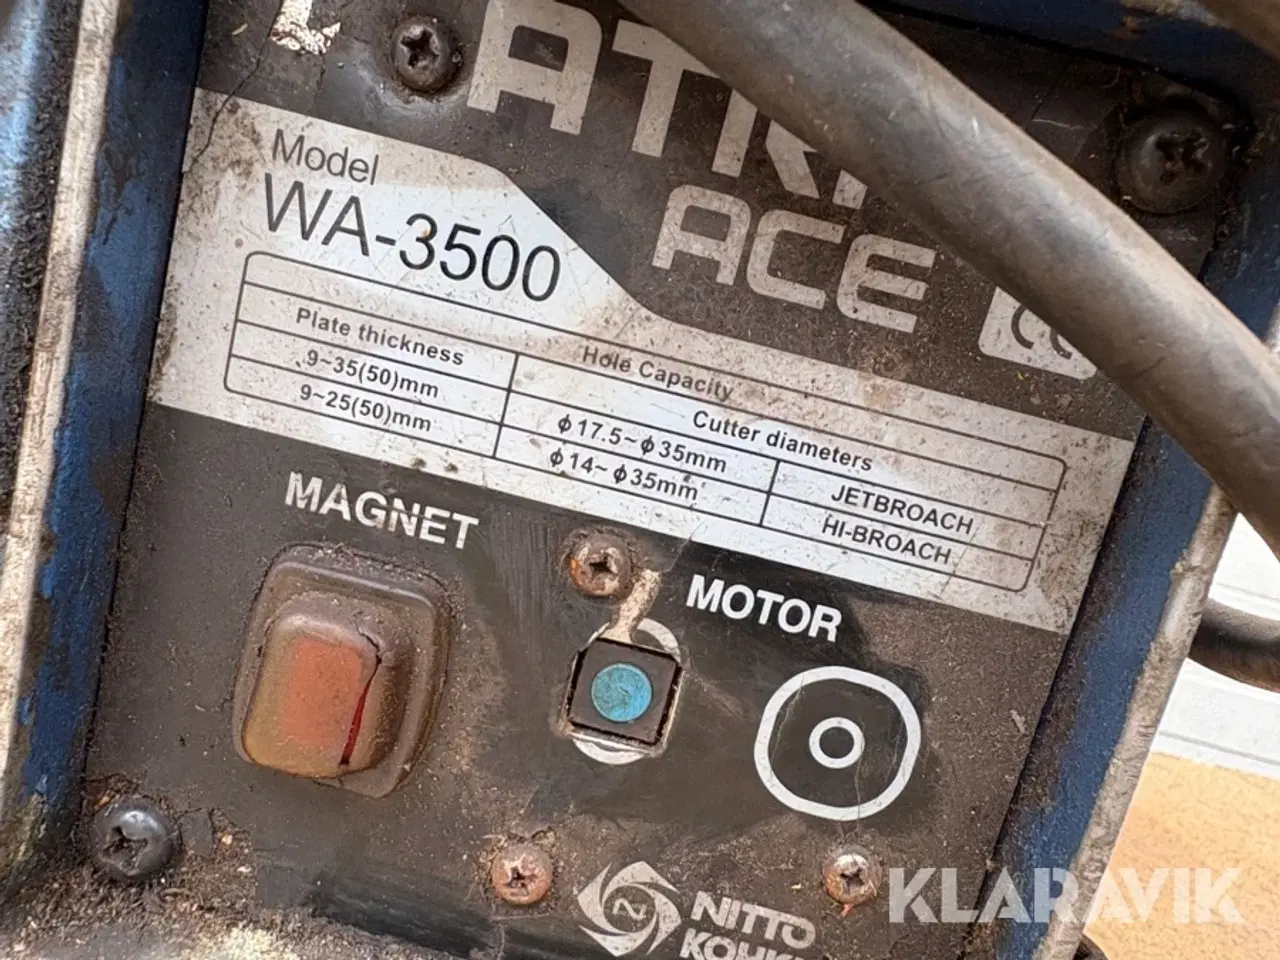 ATR
ACE
Model
WA-3500
Hole Capacity
Plate thickness
Cutter diameters
9~35(50)mm
φ17.5~φ35mm
JETBROACH
9~25(50)mm
φ14~φ35mm
HI-BROACH
MAGNET
MOTOR
NITTO
KLARAVIK